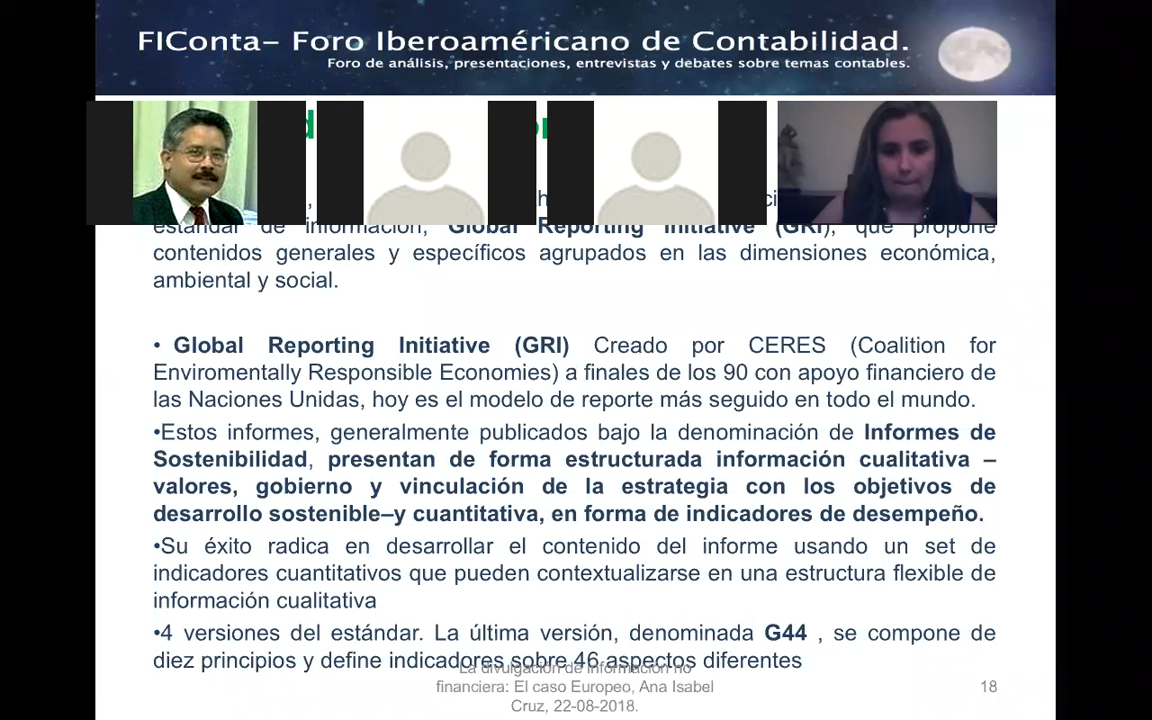 FIConta– Foro Iberoaméricano de Contabilidad.
Foro de análisis, presentaciones, entrevistas y debates sobre temas contables.
estándar de información, Global Reporting Initiative (GRI), que propone
contenidos generales y específicos agrupados en las dimensiones económica,
ambiental y social.
• Global Reporting Initiative (GRI) Creado por CERES (Coalition for
Enviromentally Responsible Economies) a finales de los 90 con apoyo financiero de
las Naciones Unidas, hoy es el modelo de reporte más seguido en todo el mundo.
•Estos informes, generalmente publicados bajo la denominación de Informes de
Sostenibilidad, presentan de forma estructurada información cualitativa –
valores, gobierno y vinculación de la estrategia con los objetivos de
desarrollo sostenible–y cuantitativa, en forma de indicadores de desempeño.
•Su éxito radica en desarrollar el contenido del informe usando un set de
indicadores cuantitativos que pueden contextualizarse en una estructura flexible de
información cualitativa
•4 versiones del estándar. La última versión, denominada G44 , se compone de
diez principios y define indicadores sobre 46 aspectos diferentes
La divulgación de información no
financiera: El caso Europeo, Ana Isabel
Cruz, 22-08-2018.
18